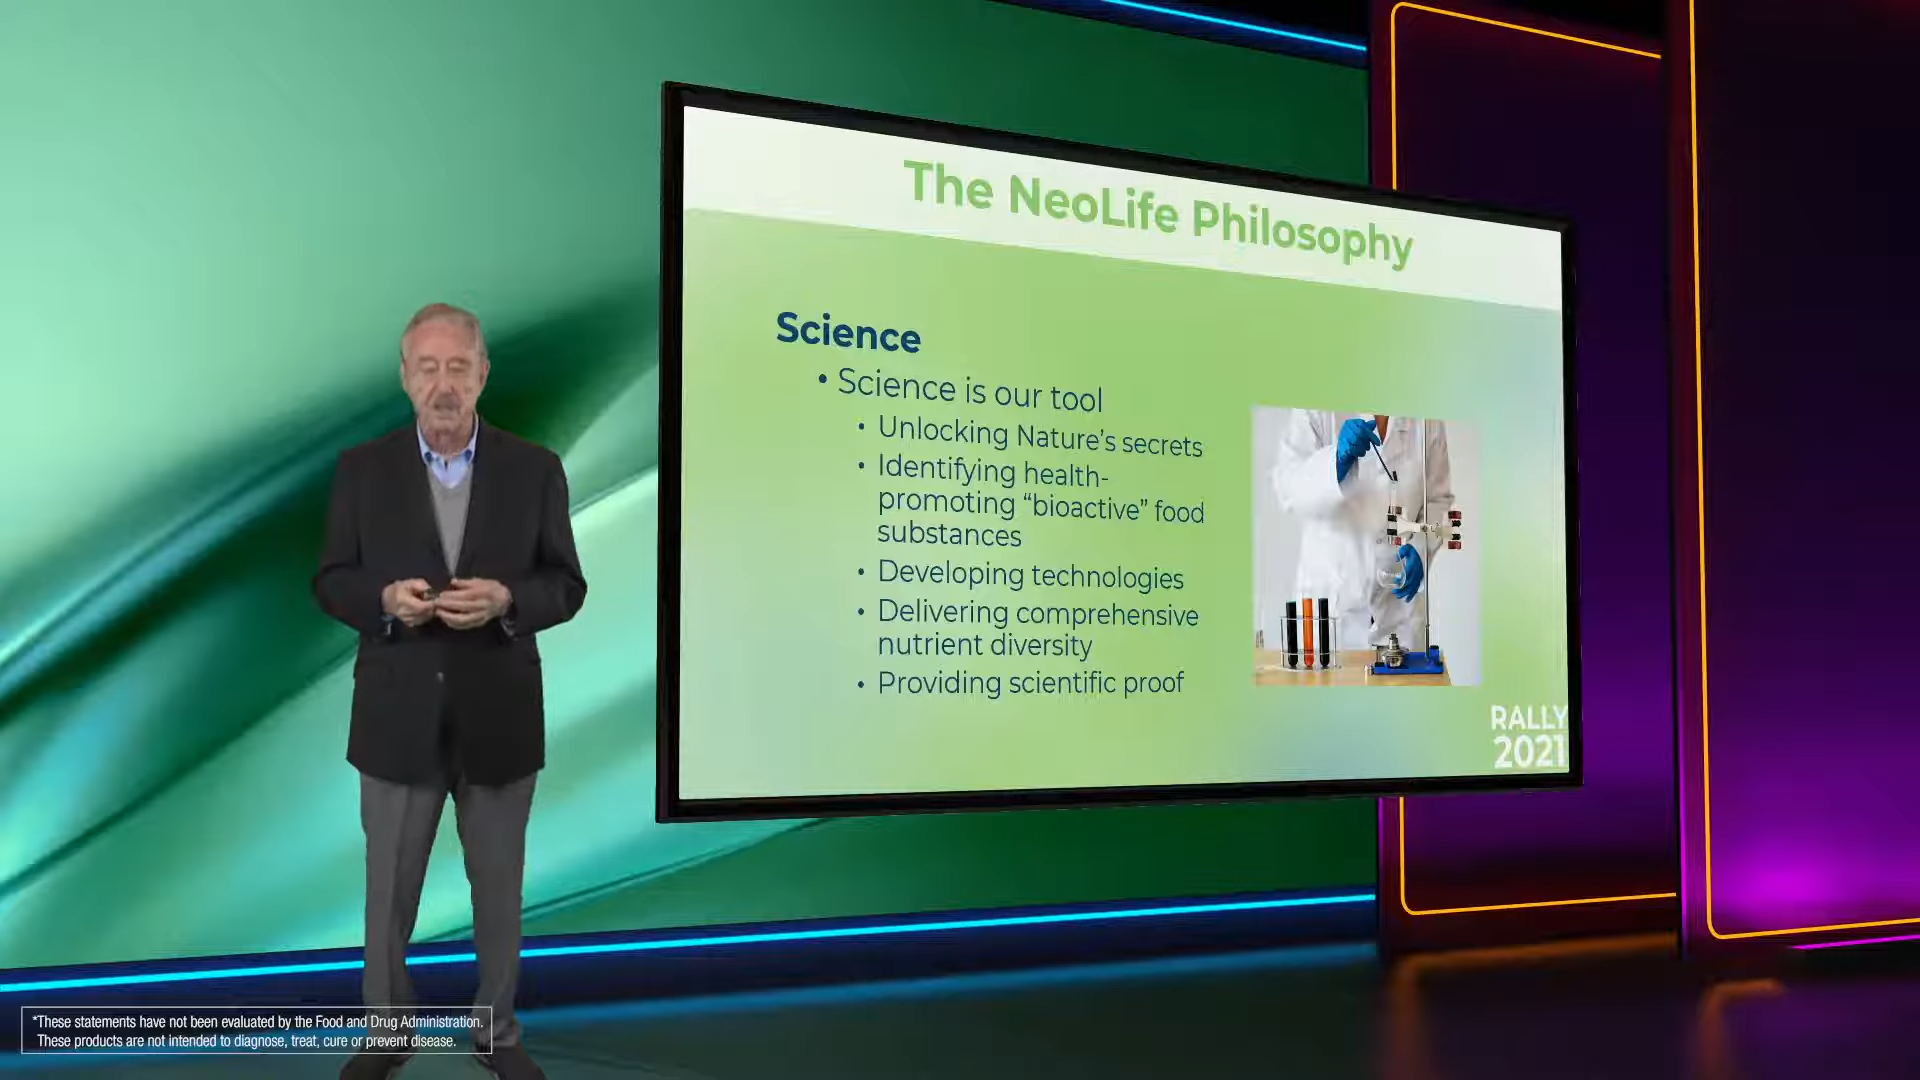 The NeoLife Philosophy
Science
• Science is our tool
• Unlocking Nature's secrets
• Identifying health-
promoting “bioactive” food
substances
• Developing technologies
• Delivering comprehensive
nutrient diversity
• Providing scientific proof
RALLY
2021
*These statements have not been evaluated by the Food and Drug Administration.
These products are not intended to diagnose, treat, cure or prevent disease.